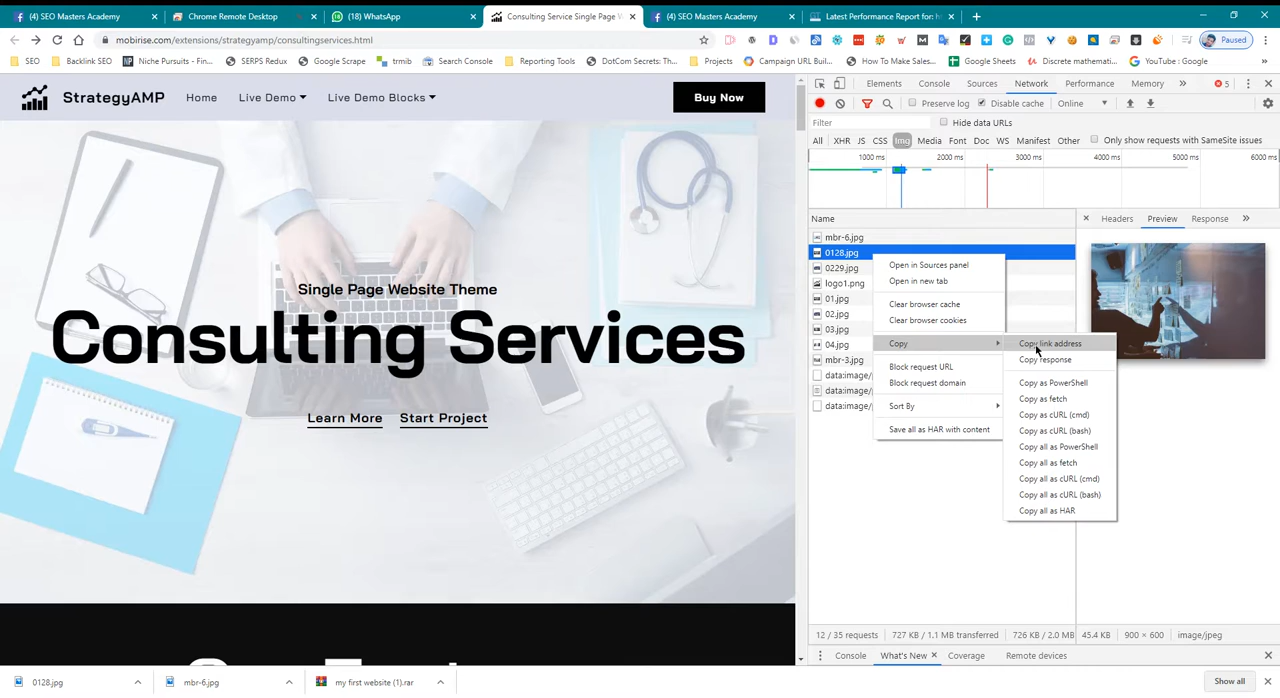 (4) SEO Masters Academy
Chrome Remote Desktop
(18) WhatsApp
Consulting Service Single Page W
(4) SEO Masters Academy
Latest Performance Report for: h
mobirise.com/extensions/strategyamp/consultingservices.html
Paused
SEO
Backlink SEO
Niche Pursuits - Fin...
SERPS Redux
Google Scrape
trmib
Search Console
Reporting Tools
DotCom Secrets: Th...
Projects
Campaign URL Buil...
How To Make Sales...
Google Sheets
Discrete mathemati...
YouTube : Google
StrategyAMP
Home
Live Demo
Live Demo Blocks
Buy Now
Single Page Website Theme
Consulting Services
Learn More
Start Project
Elements
Console
Sources
Network
Performance
Memory
5
Preserve log
Disable cache
Online
Filter
Hide data URLs
All
XHR
JS
CSS
Img
Media
Font
Doc
WS
Manifest
Other
Only show requests with SameSite issues
1000 ms
2000 ms
3000 ms
4000 ms
5000 ms
6000 ms
Name
Headers
Preview
Response
mbr-6.jpg
0128.jpg
0229.jpg
logo1.png
01.jpg
02.jpg
03.jpg
04.jpg
mbr-3.jpg
data:image/
data:image/
data:image/
Open in Sources panel
Open in new tab
Clear browser cache
Clear browser cookies
Copy
Block request URL
Block request domain
Sort By
Save all as HAR with content
Copy link address
Copy response
Copy as PowerShell
Copy as fetch
Copy as cURL (cmd)
Copy as cURL (bash)
Copy all as PowerShell
Copy all as fetch
Copy all as cURL (cmd)
Copy all as cURL (bash)
Copy all as HAR
12 / 35 requests
727 KB / 1.1 MB transferred
726 KB / 2.0 MB
45.4 KB
900 × 600
image/jpeg
Console
What's New
Coverage
Remote devices
0128.jpg
mbr-6.jpg
my first website (1).rar
Show all